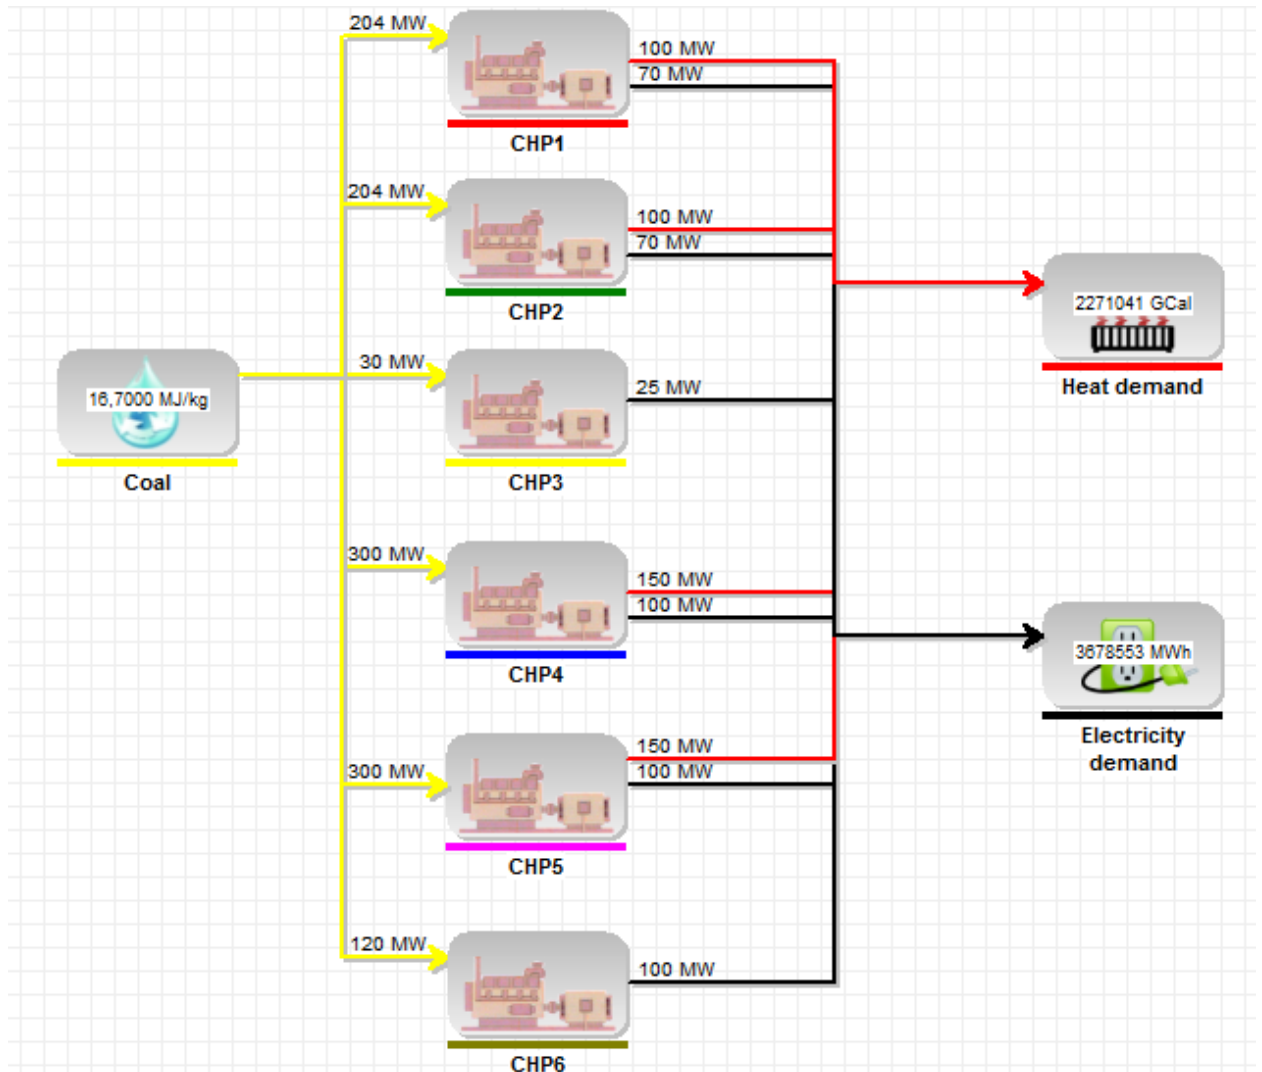 204 MW
100 MW
70 MW
CHP1
204 MW
100 MW
70 MW
CHP2
2271041 GCal
Heat demand
30 MW
25 MW
16,7000 MJ/kg
Coal
CHP3
300 MW
150 MW
100 MW
CHP4
3678553 MWh
Electricity
demand
300 MW
150 MW
100 MW
CHP5
120 MW
100 MW
CHP6